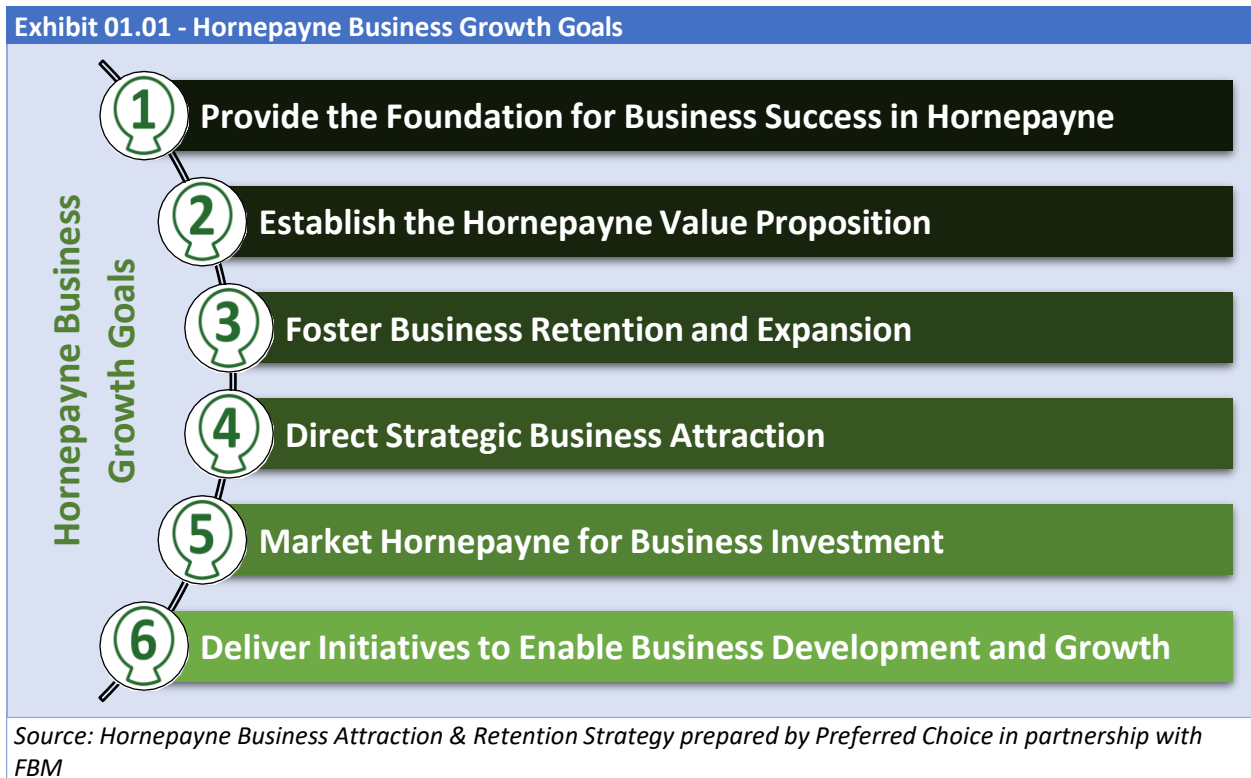 Exhibit 01.01 - Hornepayne Business Growth Goals
Hornepayne Business
Growth Goals
1
Provide the Foundation for Business Success in Hornepayne
2
Establish the Hornepayne Value Proposition
3
Foster Business Retention and Expansion
4
Direct Strategic Business Attraction
5
Market Hornepayne for Business Investment
6
Deliver Initiatives to Enable Business Development and Growth
Source: Hornepayne Business Attraction & Retention Strategy prepared by Preferred Choice in partnership with
FBM